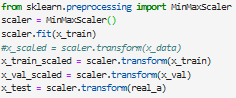 from sklearn.preprocessing import MinMaxScaler
scaler = MinMaxScaler()
scaler.fit(x_train)
#x_scaled = scaler.transform(x_data)
x_train_scaled = scaler.transform(x_train)
x_val_scaled = scaler.transform(x_val)
x_test = scaler.transform(real_a)